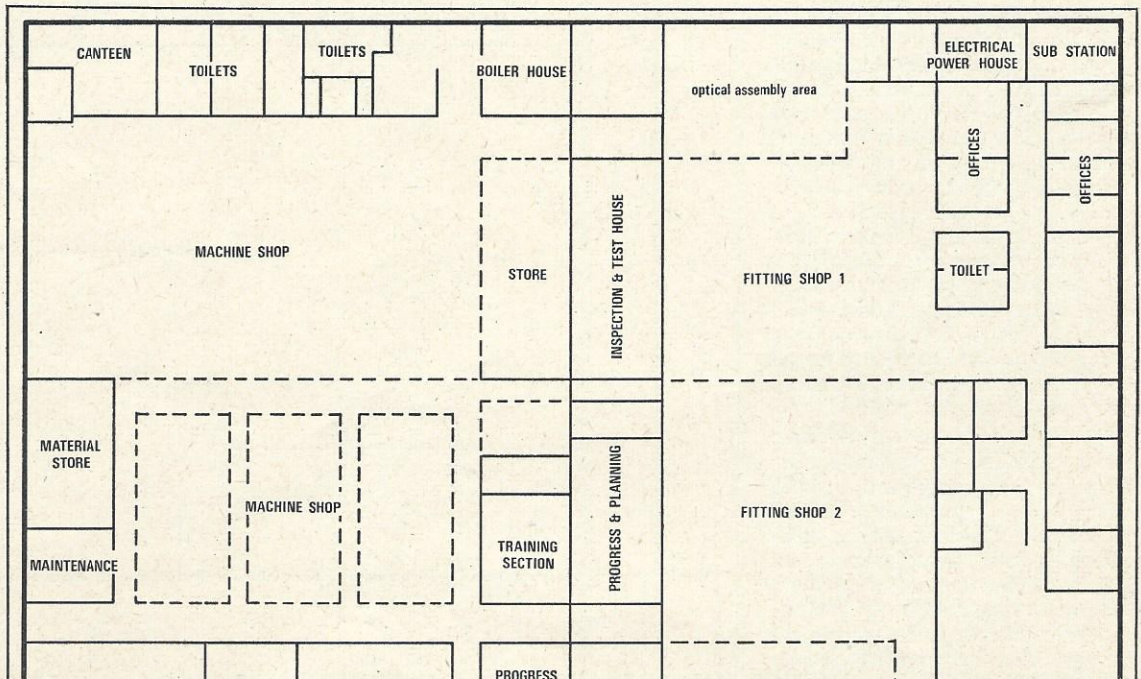 CANTEEN
TOILETS
TOILETS
BOILER HOUSE
optical assembly area
ELECTRICAL
POWER HOUSE
SUB STATION
OFFICES
OFFICES
MACHINE SHOP
STORE
INSPECTION & TEST HOUSE
FITTING SHOP 1
TOILET
MATERIAL
STORE
MACHINE SHOP
MAINTENANCE
TRAINING
SECTION
PROGRESS & PLANNING
FITTING SHOP 2
PROGRESS